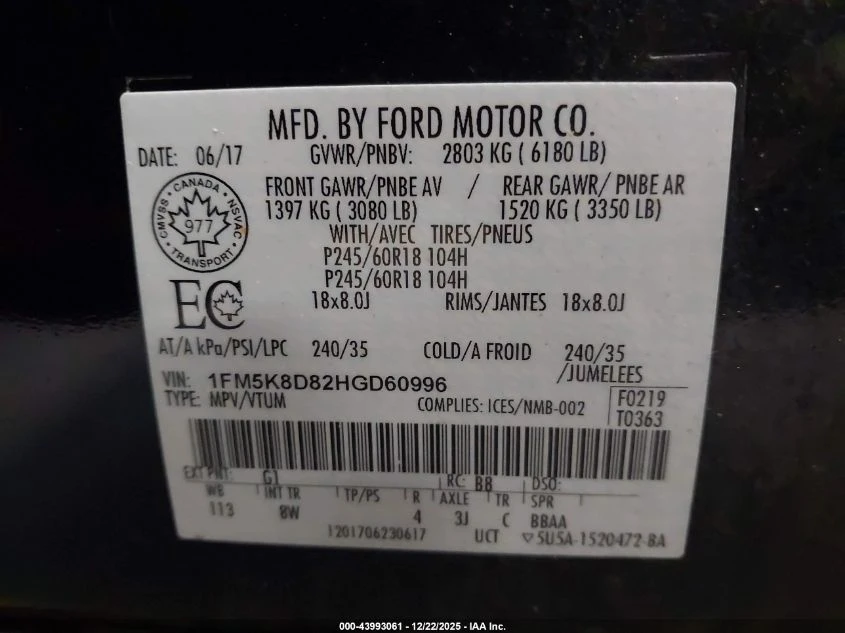 MFD. BY FORD MOTOR CO.
DATE: 06/17 GVWR/PNBV: 2803 KG ( 6180 LB)
FRONT GAWR/PNBE AV / REAR GAWR/ PNBE AR
1397 KG ( 3080 LB) 1520 KG ( 3350 LB)
WITH/AVEC TIRES/PNEUS
P245/60R18 104H
P245/60R18 104H
18x8.0J RIMS/JANTES 18x8.0J
CANADA
CMVSS NSVAC
977
TRANSPORT
EC
AT/A kPa/PSI/LPC 240/35 COLD/A FROID 240/35
/JUMELEES
VIN: 1FM5K8D82HGD60996
TYPE: MPV/VTUM COMPLIES: ICES/NMB-002
F0219
T0363
EXT PNT: G1 RC: BB DSO:
WB INT TR TP/PS R AXLE TR SPR
113 8W 4 3J C BBAA
1201706230617 UCT ▽5U5A-1520472-BA
000-43993061 - 12/22/2025 - IAA Inc.